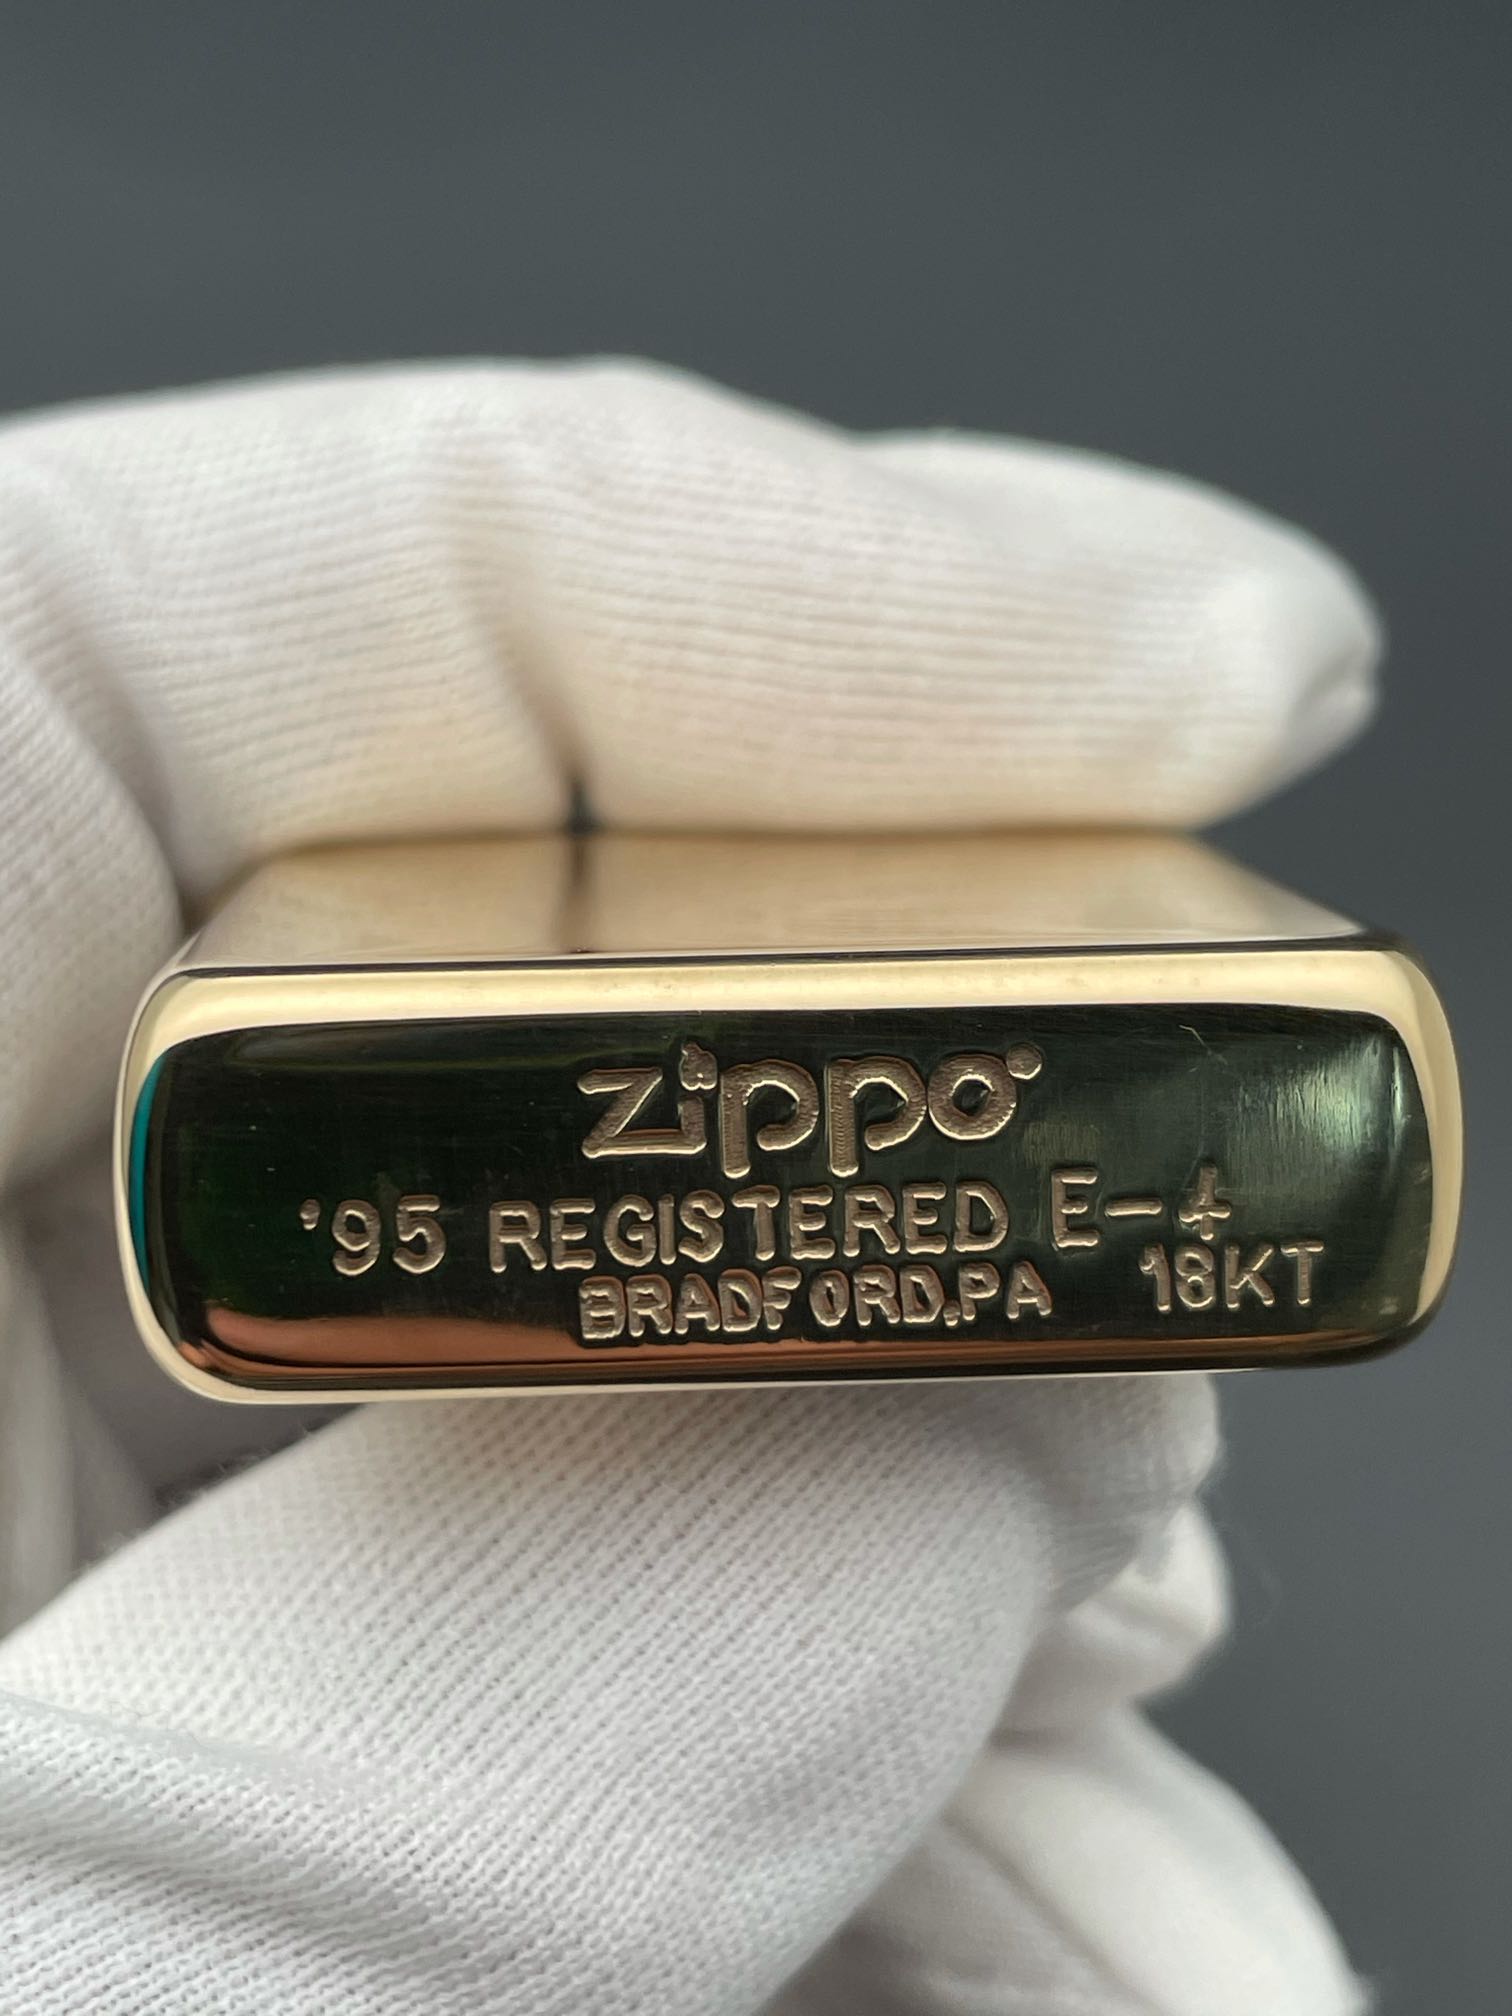 Zippo
'95 REGISTERED E-4
BRADFORD,PA 18KT